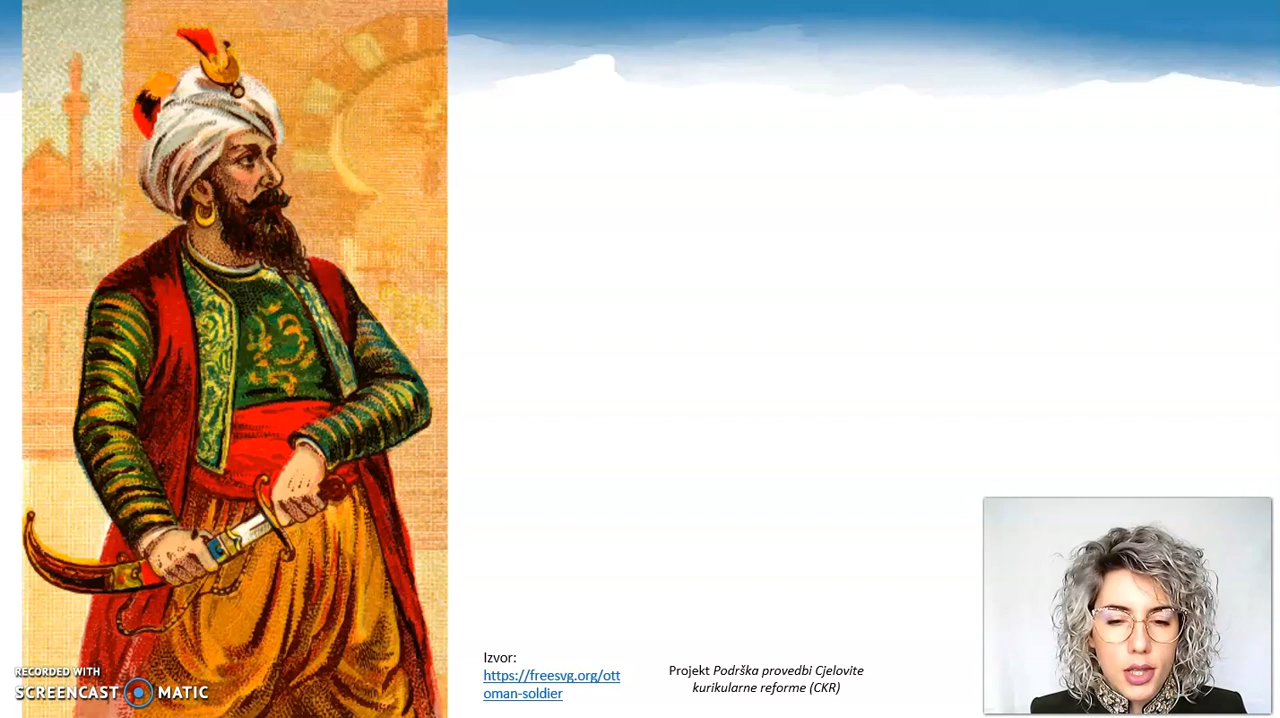 Izvor:
https://freesvg.org/ott
oman-soldier
Projekt Podrška provedbi Cjelovite
kurikularne reforme (CKR)
RECORDED WITH
SCREENCAST MATIC